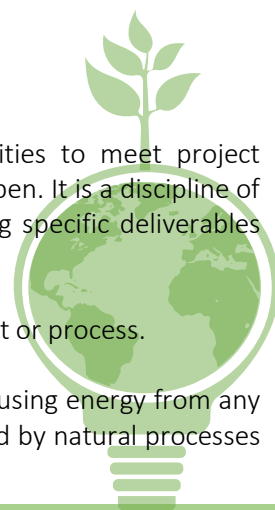 ities to meet project
pen. It is a discipline of
g specific deliverables
t or process.
using energy from any
d by natural processes